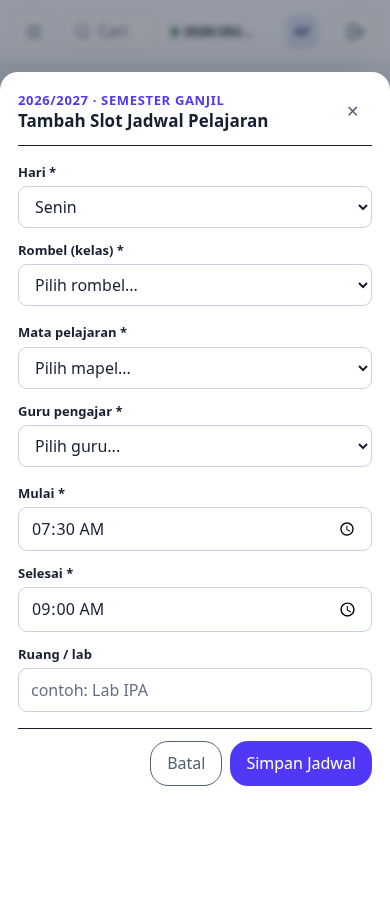 2026/2027 · SEMESTER GANJIL
Tambah Slot Jadwal Pelajaran
×
Hari *
Senin
Rombel (kelas) *
Pilih rombel...
Mata pelajaran *
Pilih mapel...
Guru pengajar *
Pilih guru...
Mulai *
07:30 AM
Selesai *
09:00 AM
Ruang / lab
contoh: Lab IPA
Batal
Simpan Jadwal